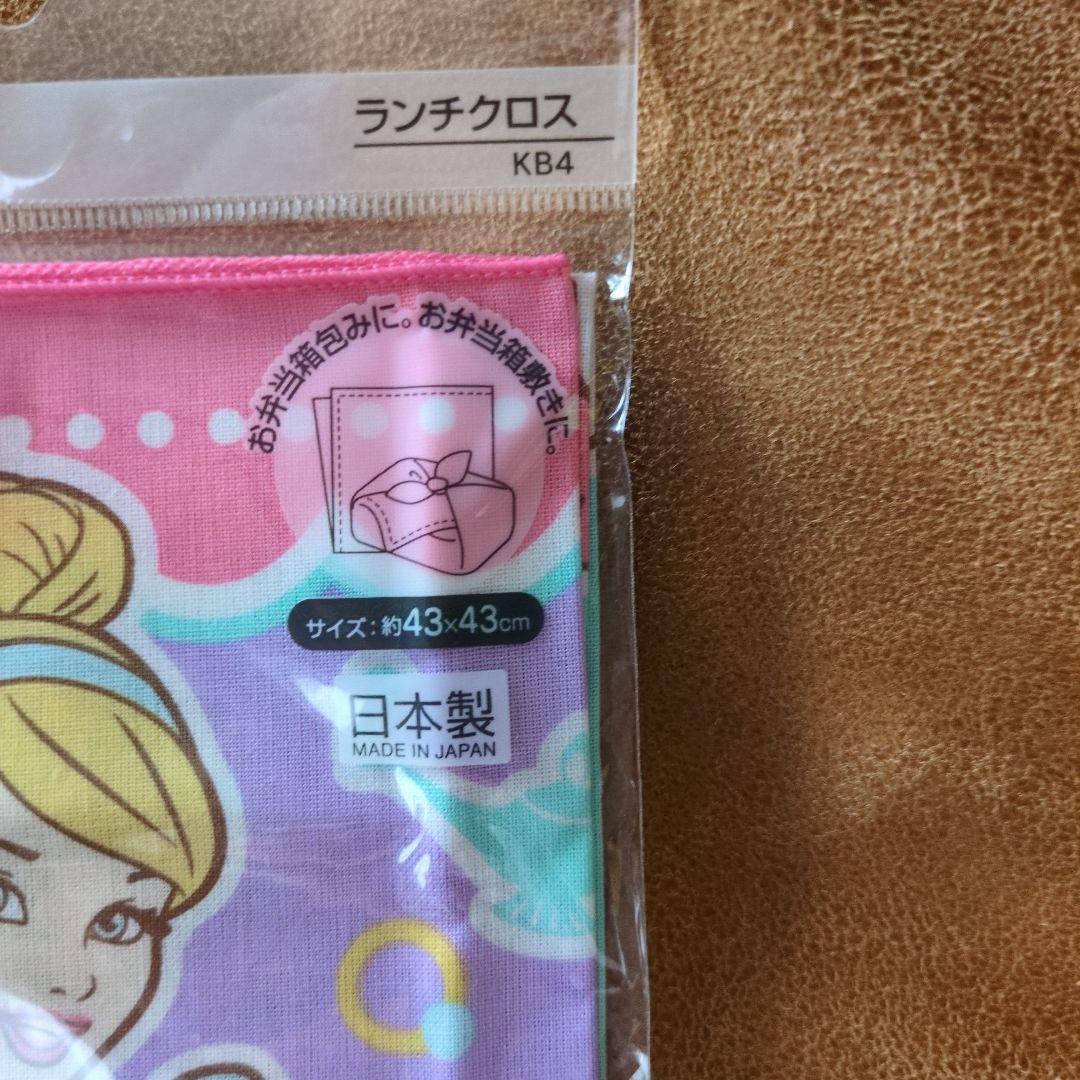 ランチクロス
KB4
お弁当箱包みに。お弁当箱敷きに。
サイズ：約43×43cm
日本製
MADE IN JAPAN